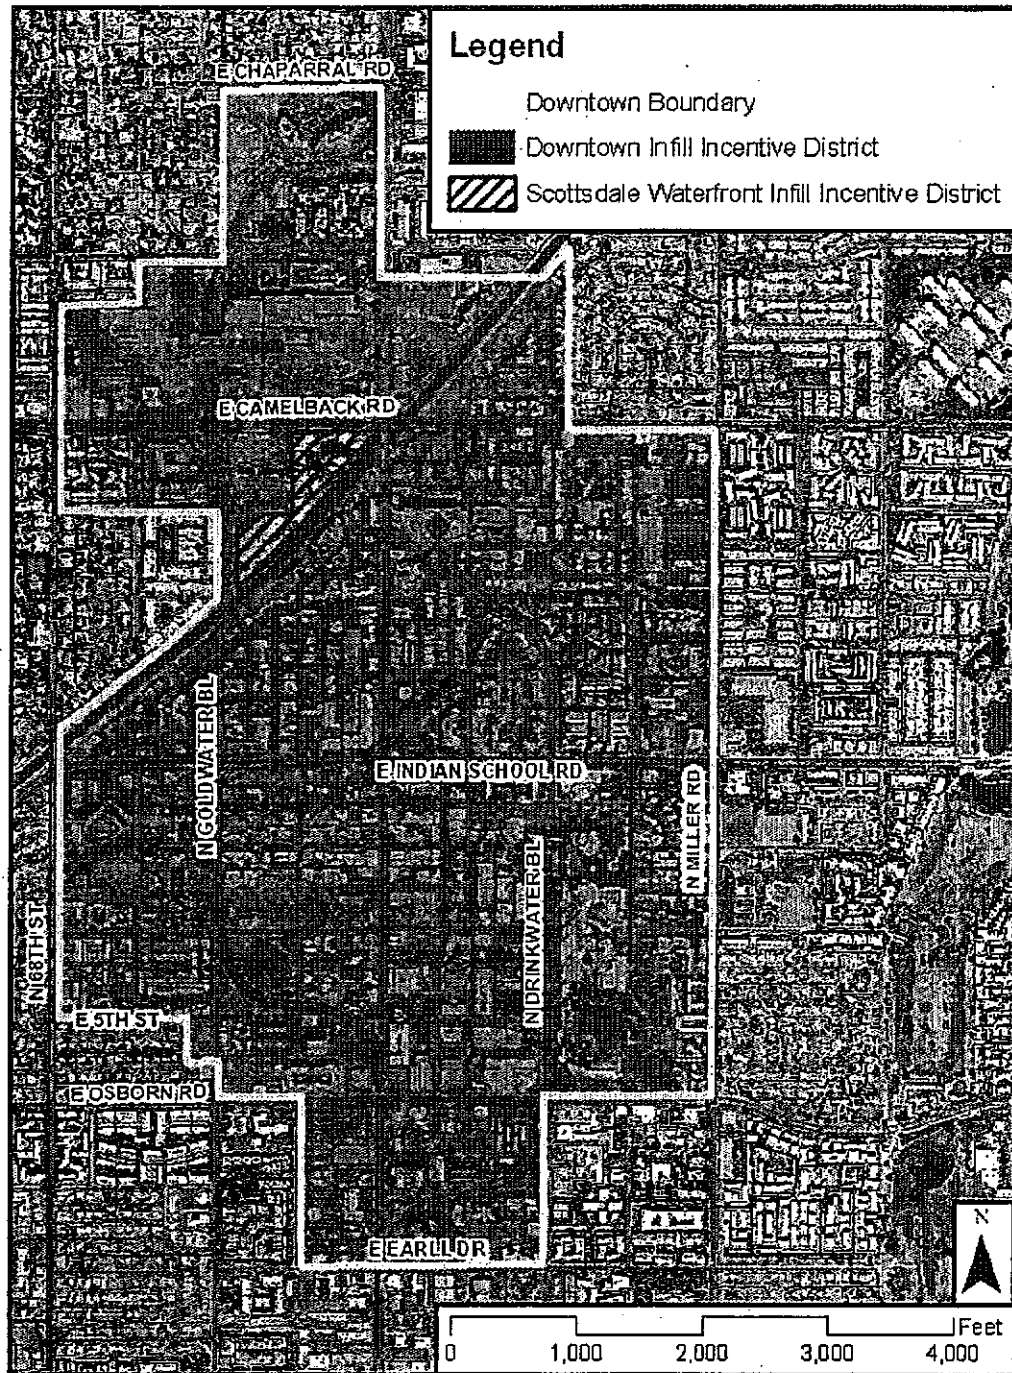 Legend
Downtown Boundary
Downtown Infill Incentive District
Scottsdale Waterfront Infill Incentive District
E CHAPARRAL RD
E CAMELBACK RD
N GOLDWATER BL
E INDIAN SCHOOL RD
N MILLER RD
N DRINKWATER BL
N 68TH ST
E 5TH ST
E OSBORN RD
E EARLL DR
N
Feet
0 1,000 2,000 3,000 4,000